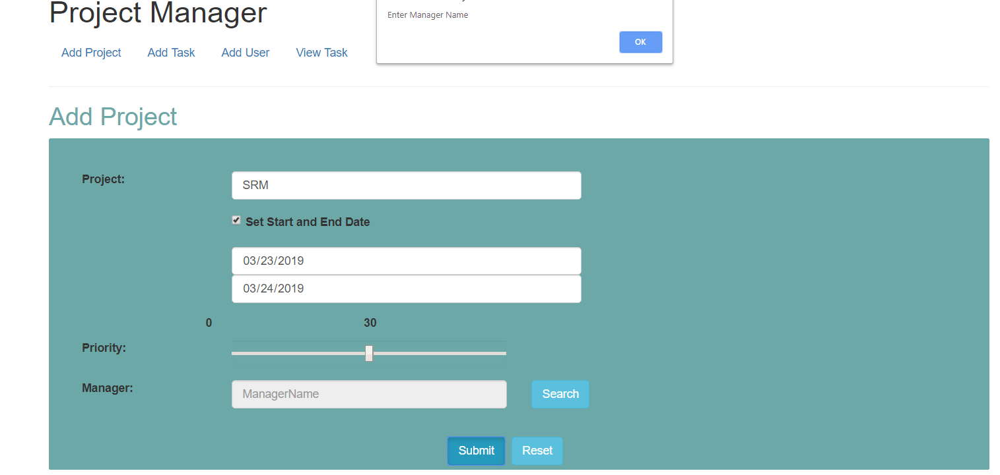 Project Manager
Enter Manager Name
OK
Add Project Add Task Add User View Task
Add Project
Project:
SRM
Set Start and End Date
03/23/2019
03/24/2019
0 30
Priority:
Manager:
ManagerName
Search
Submit Reset